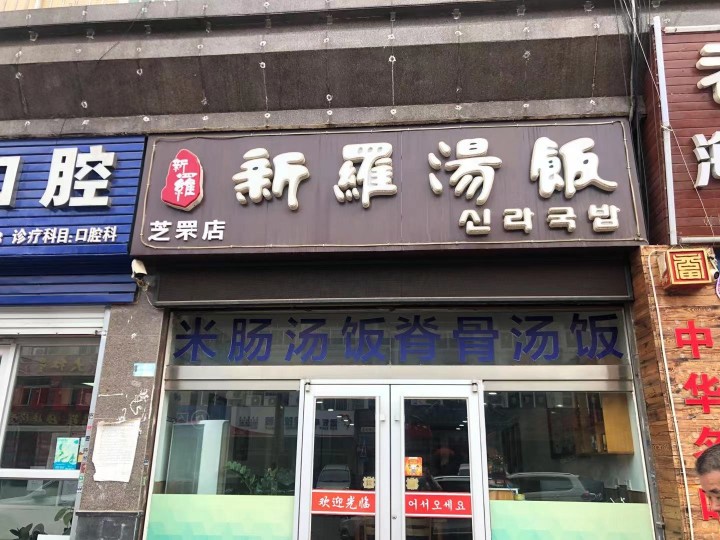 口腔
诊疗科目:口腔科
新羅
芝罘店
新羅湯飯
신라국밥
米肠汤饭脊骨汤饭
欢迎光临
어서오세요
中华名